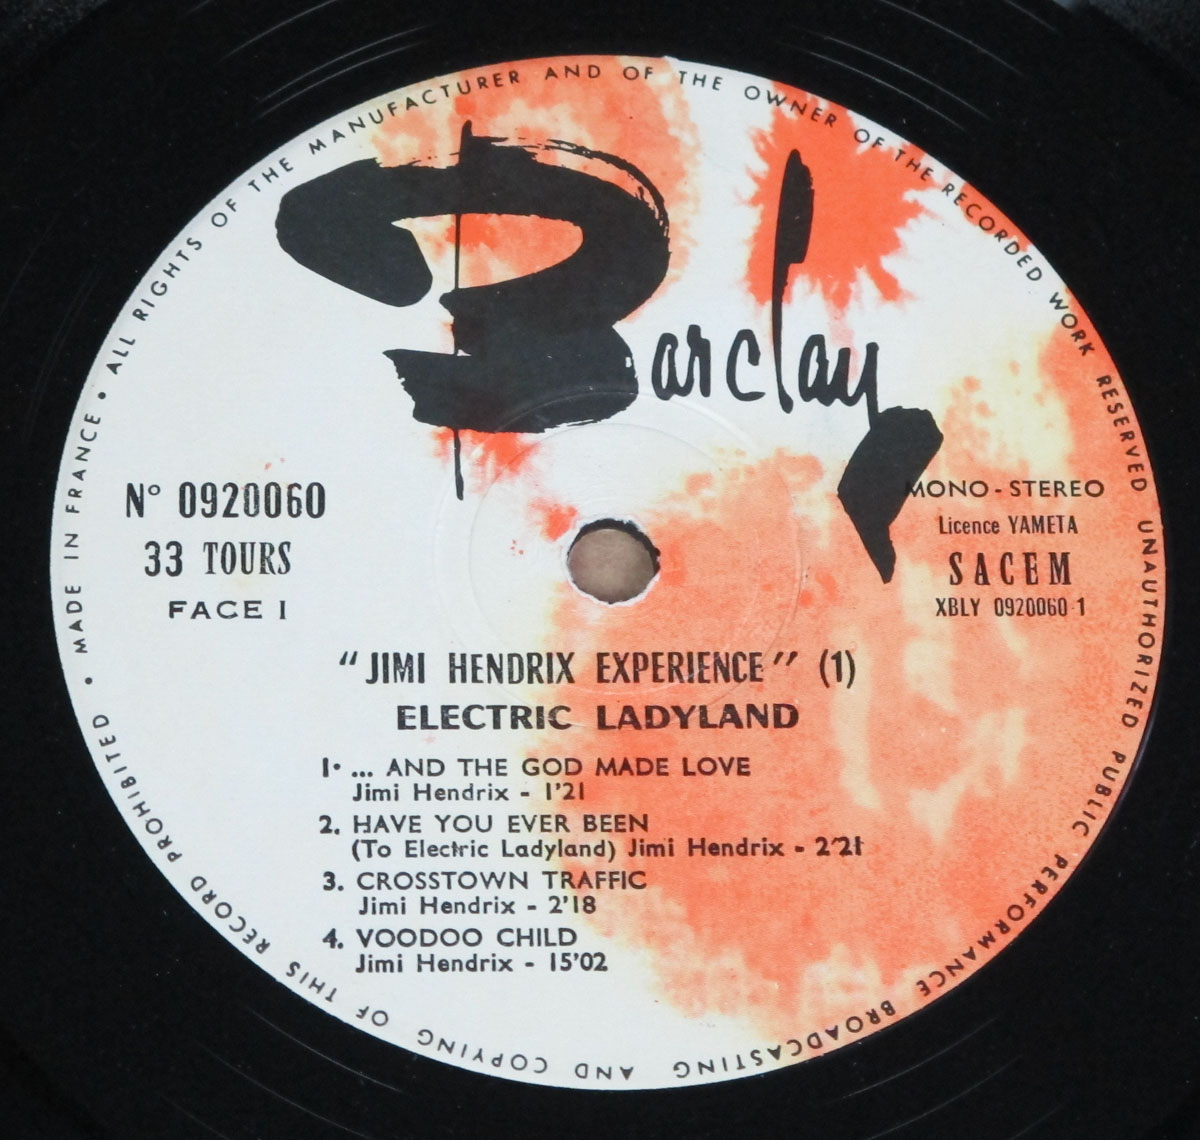 ALL RIGHTS OF THE MANUFACTURER AND OF THE OWNER OF THE RECORDED WORK RESERVED UNAUTHORIZED PUBLIC PERFORMANCE BROADCASTING AND COPYING OF THIS RECORD PROHIBITED • MADE IN FRANCE •
Barclay
N° 0920060
33 TOURS
FACE I
MONO - STEREO
Licence YAMETA
SACEM
XBLY 0920060 1
“JIMI HENDRIX EXPERIENCE” (1)
ELECTRIC LADYLAND
1• ... AND THE GOD MADE LOVE
Jimi Hendrix - 1'21
2. HAVE YOU EVER BEEN
(To Electric Ladyland) Jimi Hendrix - 2'21
3. CROSSTOWN TRAFFIC
Jimi Hendrix - 2'18
4. VOODOO CHILD
Jimi Hendrix - 15'02